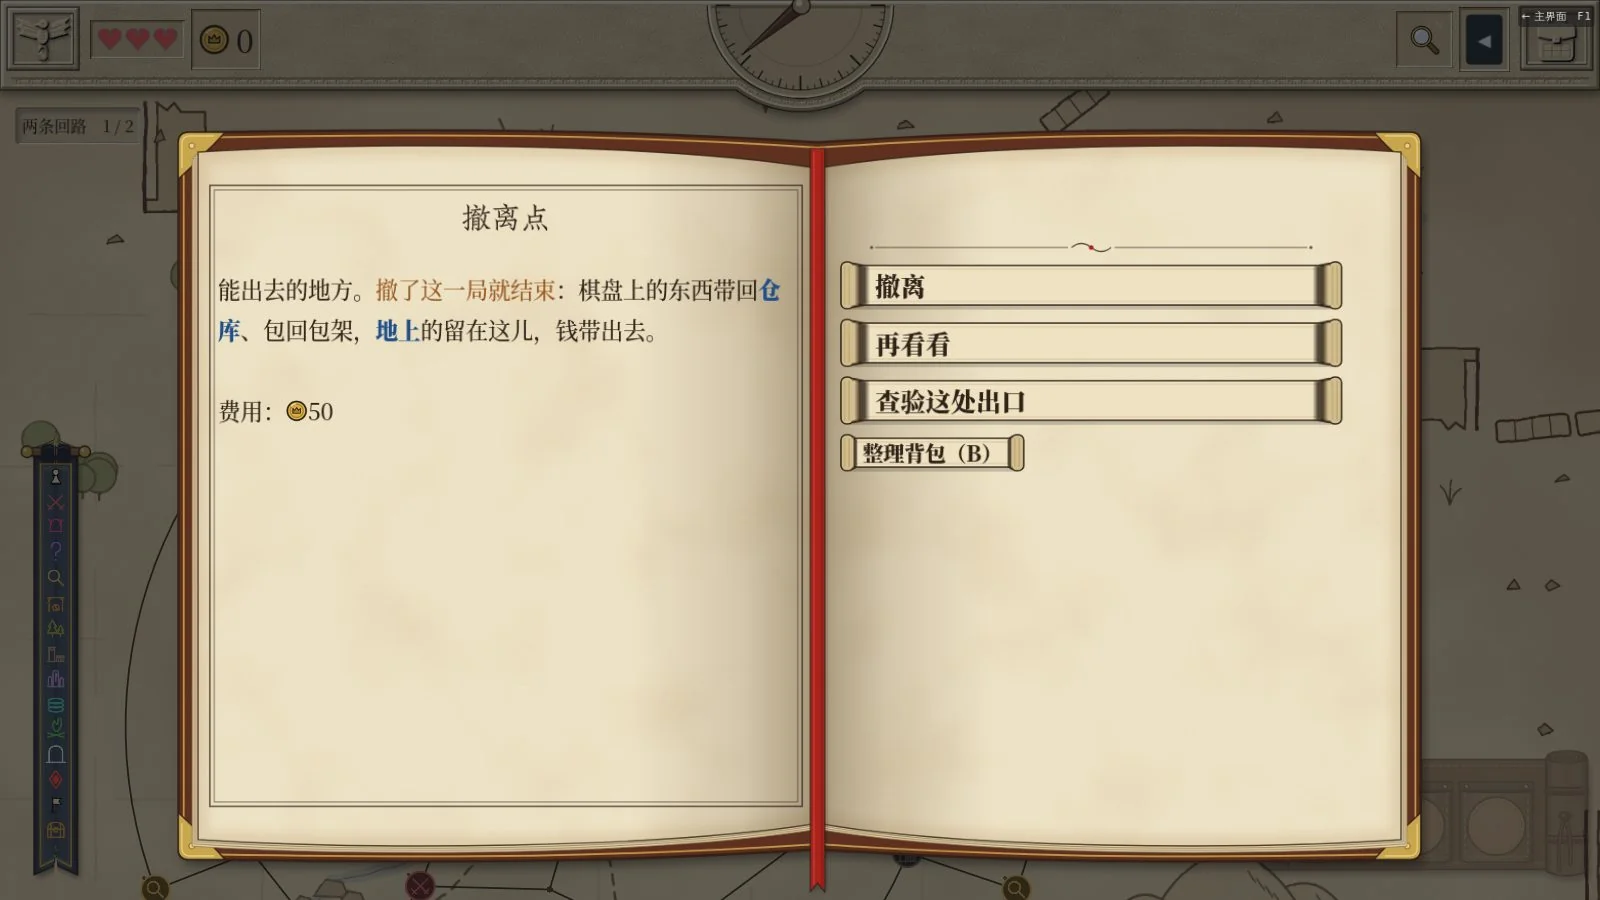 ← 主界面 F1
0
两条回路 1/2
撤离点
能出去的地方。撤了这一局就结束：棋盘上的东西带回仓
库、包回包架，地上的留在这儿，钱带出去。
费用：50
撤离
再看看
查验这处出口
整理背包（B）